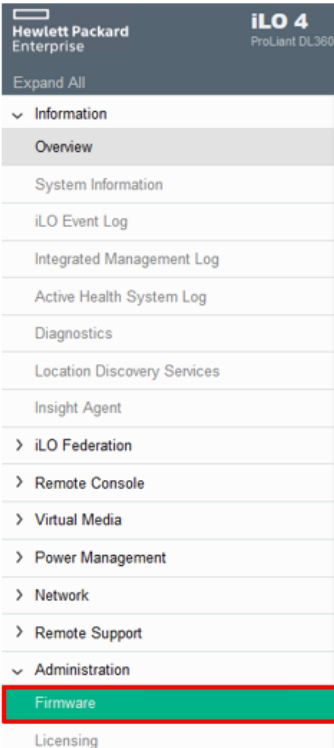 Hewlett Packard
Enterprise
iLO 4
ProLiant DL360
Expand All
Information
Overview
System Information
iLO Event Log
Integrated Management Log
Active Health System Log
Diagnostics
Location Discovery Services
Insight Agent
iLO Federation
Remote Console
Virtual Media
Power Management
Network
Remote Support
Administration
Firmware
Licensing